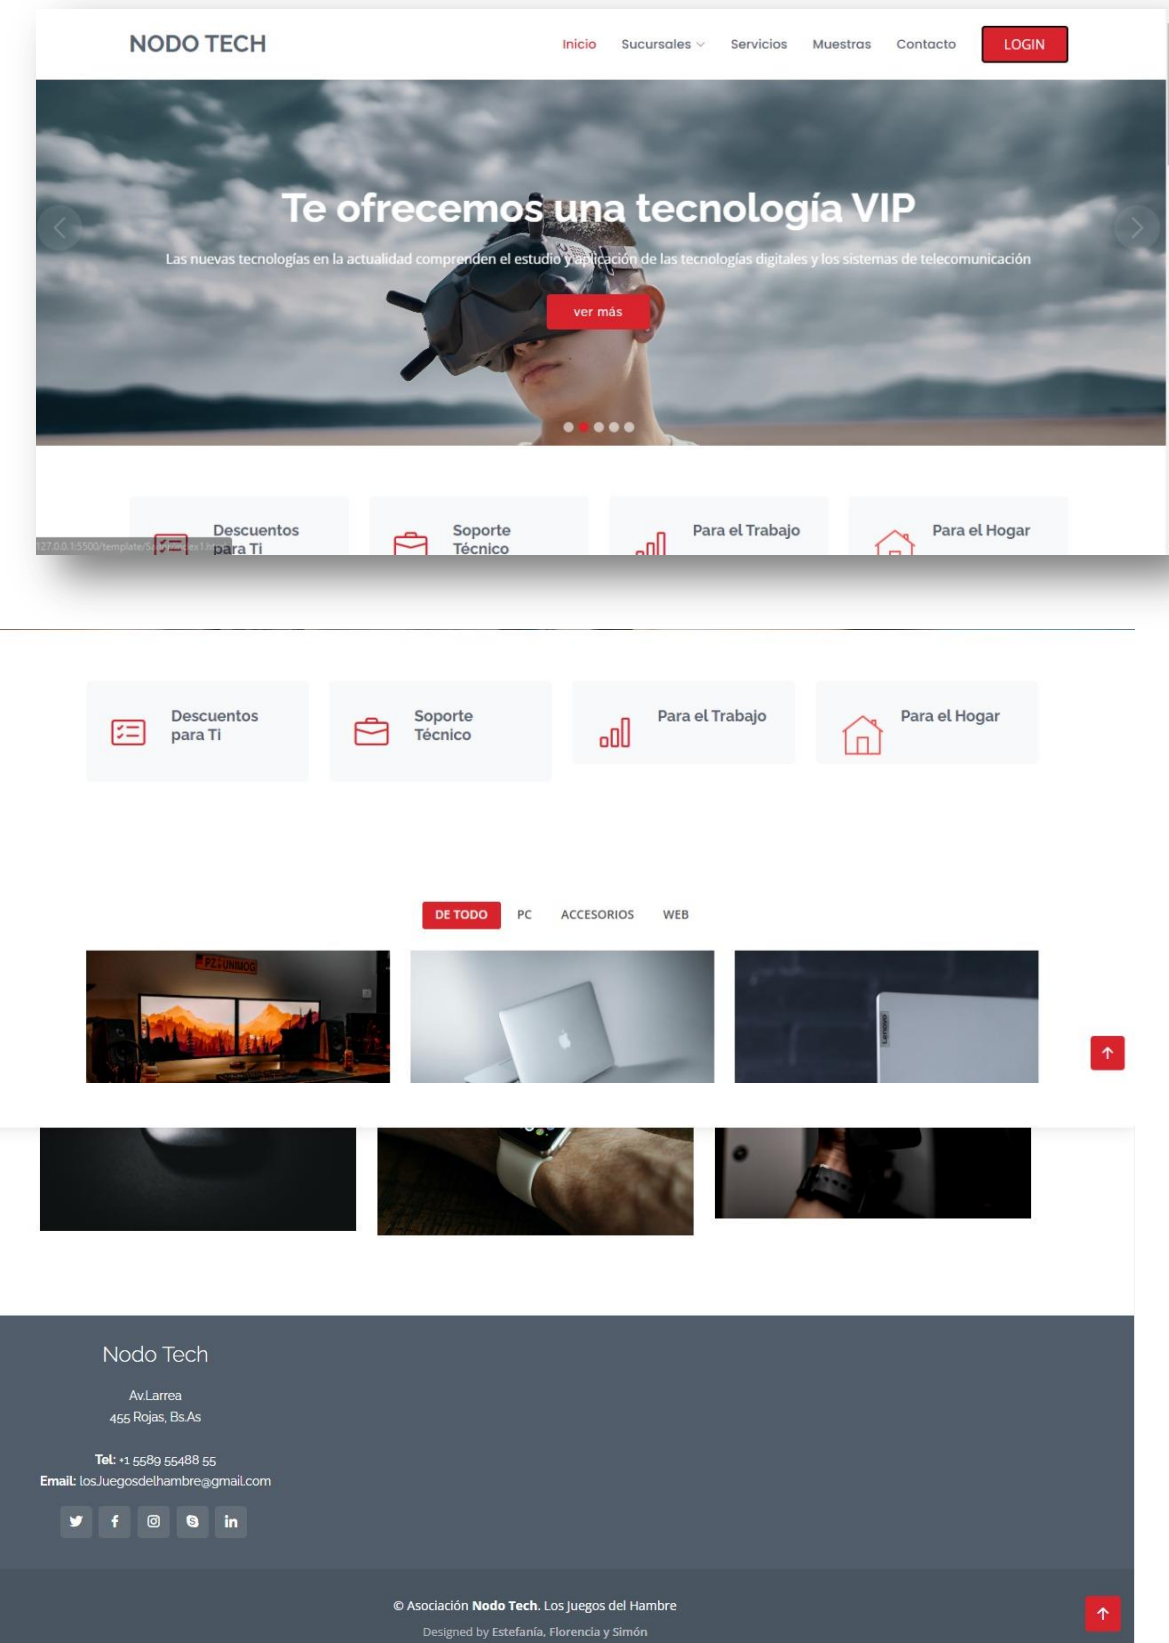 NODO TECH
Inicio Sucursales Servicios Muestras Contacto LOGIN
Te ofrecemos una tecnología VIP
Las nuevas tecnologías en la actualidad comprenden el estudio y aplicación de las tecnologías digitales y los sistemas de telecomunicación
ver más
Descuentos
para Ti
Soporte
Técnico
Para el Trabajo
Para el Hogar
Descuentos
para Ti
Soporte
Técnico
Para el Trabajo
Para el Hogar
DE TODO PC ACCESORIOS WEB
Lenovo
Nodo Tech
Av.Larrea
455 Rojas, Bs.As
Tel: +1 5589 55488 55
Email: losJuegosdelhambre@gmail.com
© Asociación Nodo Tech. Los Juegos del Hambre
Designed by Estefanía, Florencia y Simón